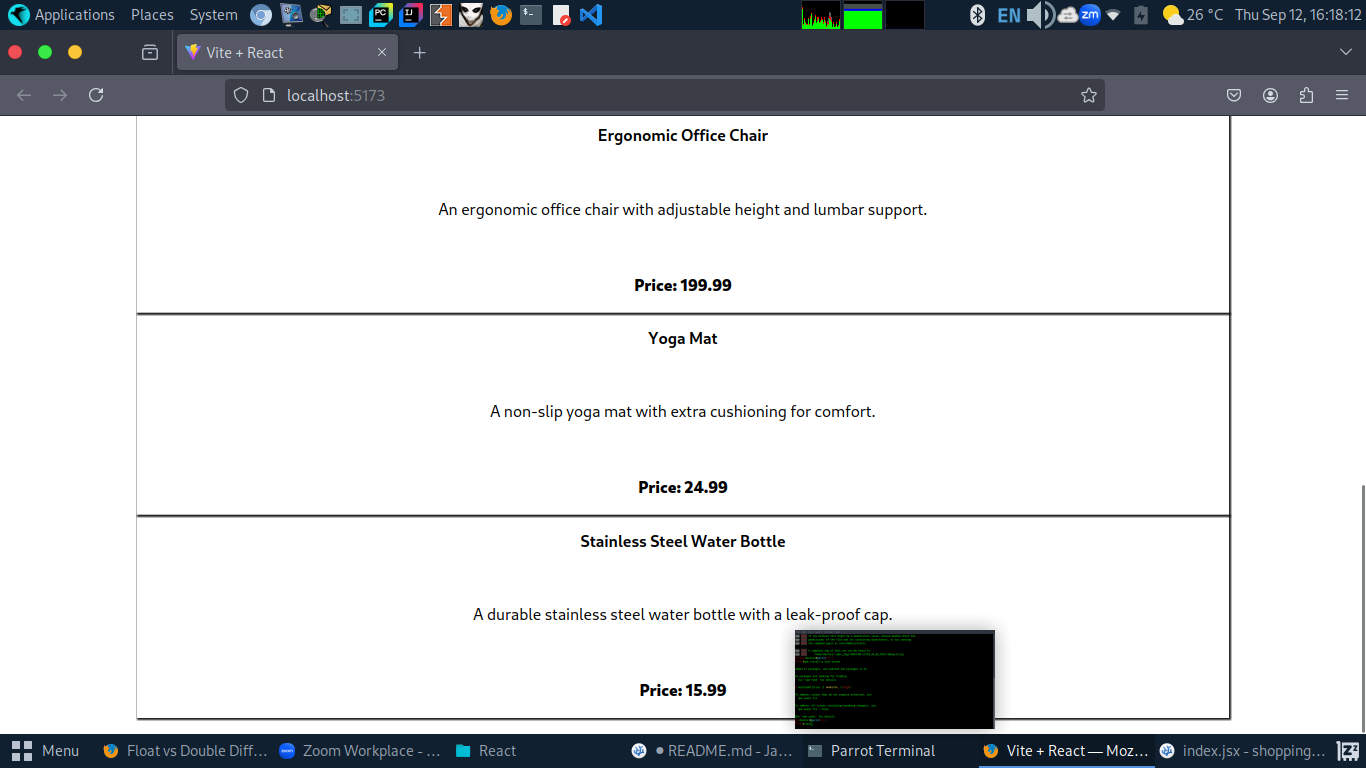 Applications Places System EN zm 26 °C Thu Sep 12, 16:18:12
Vite + React
localhost:5173
Ergonomic Office Chair
An ergonomic office chair with adjustable height and lumbar support.
Price: 199.99
Yoga Mat
A non-slip yoga mat with extra cushioning for comfort.
Price: 24.99
Stainless Steel Water Bottle
A durable stainless steel water bottle with a leak-proof cap.
Price: 15.99
Menu Float vs Double Diff... zoom Zoom Workplace - ... React ● README.md - Ja... Parrot Terminal Vite + React — Moz... index.jsx - shopping...